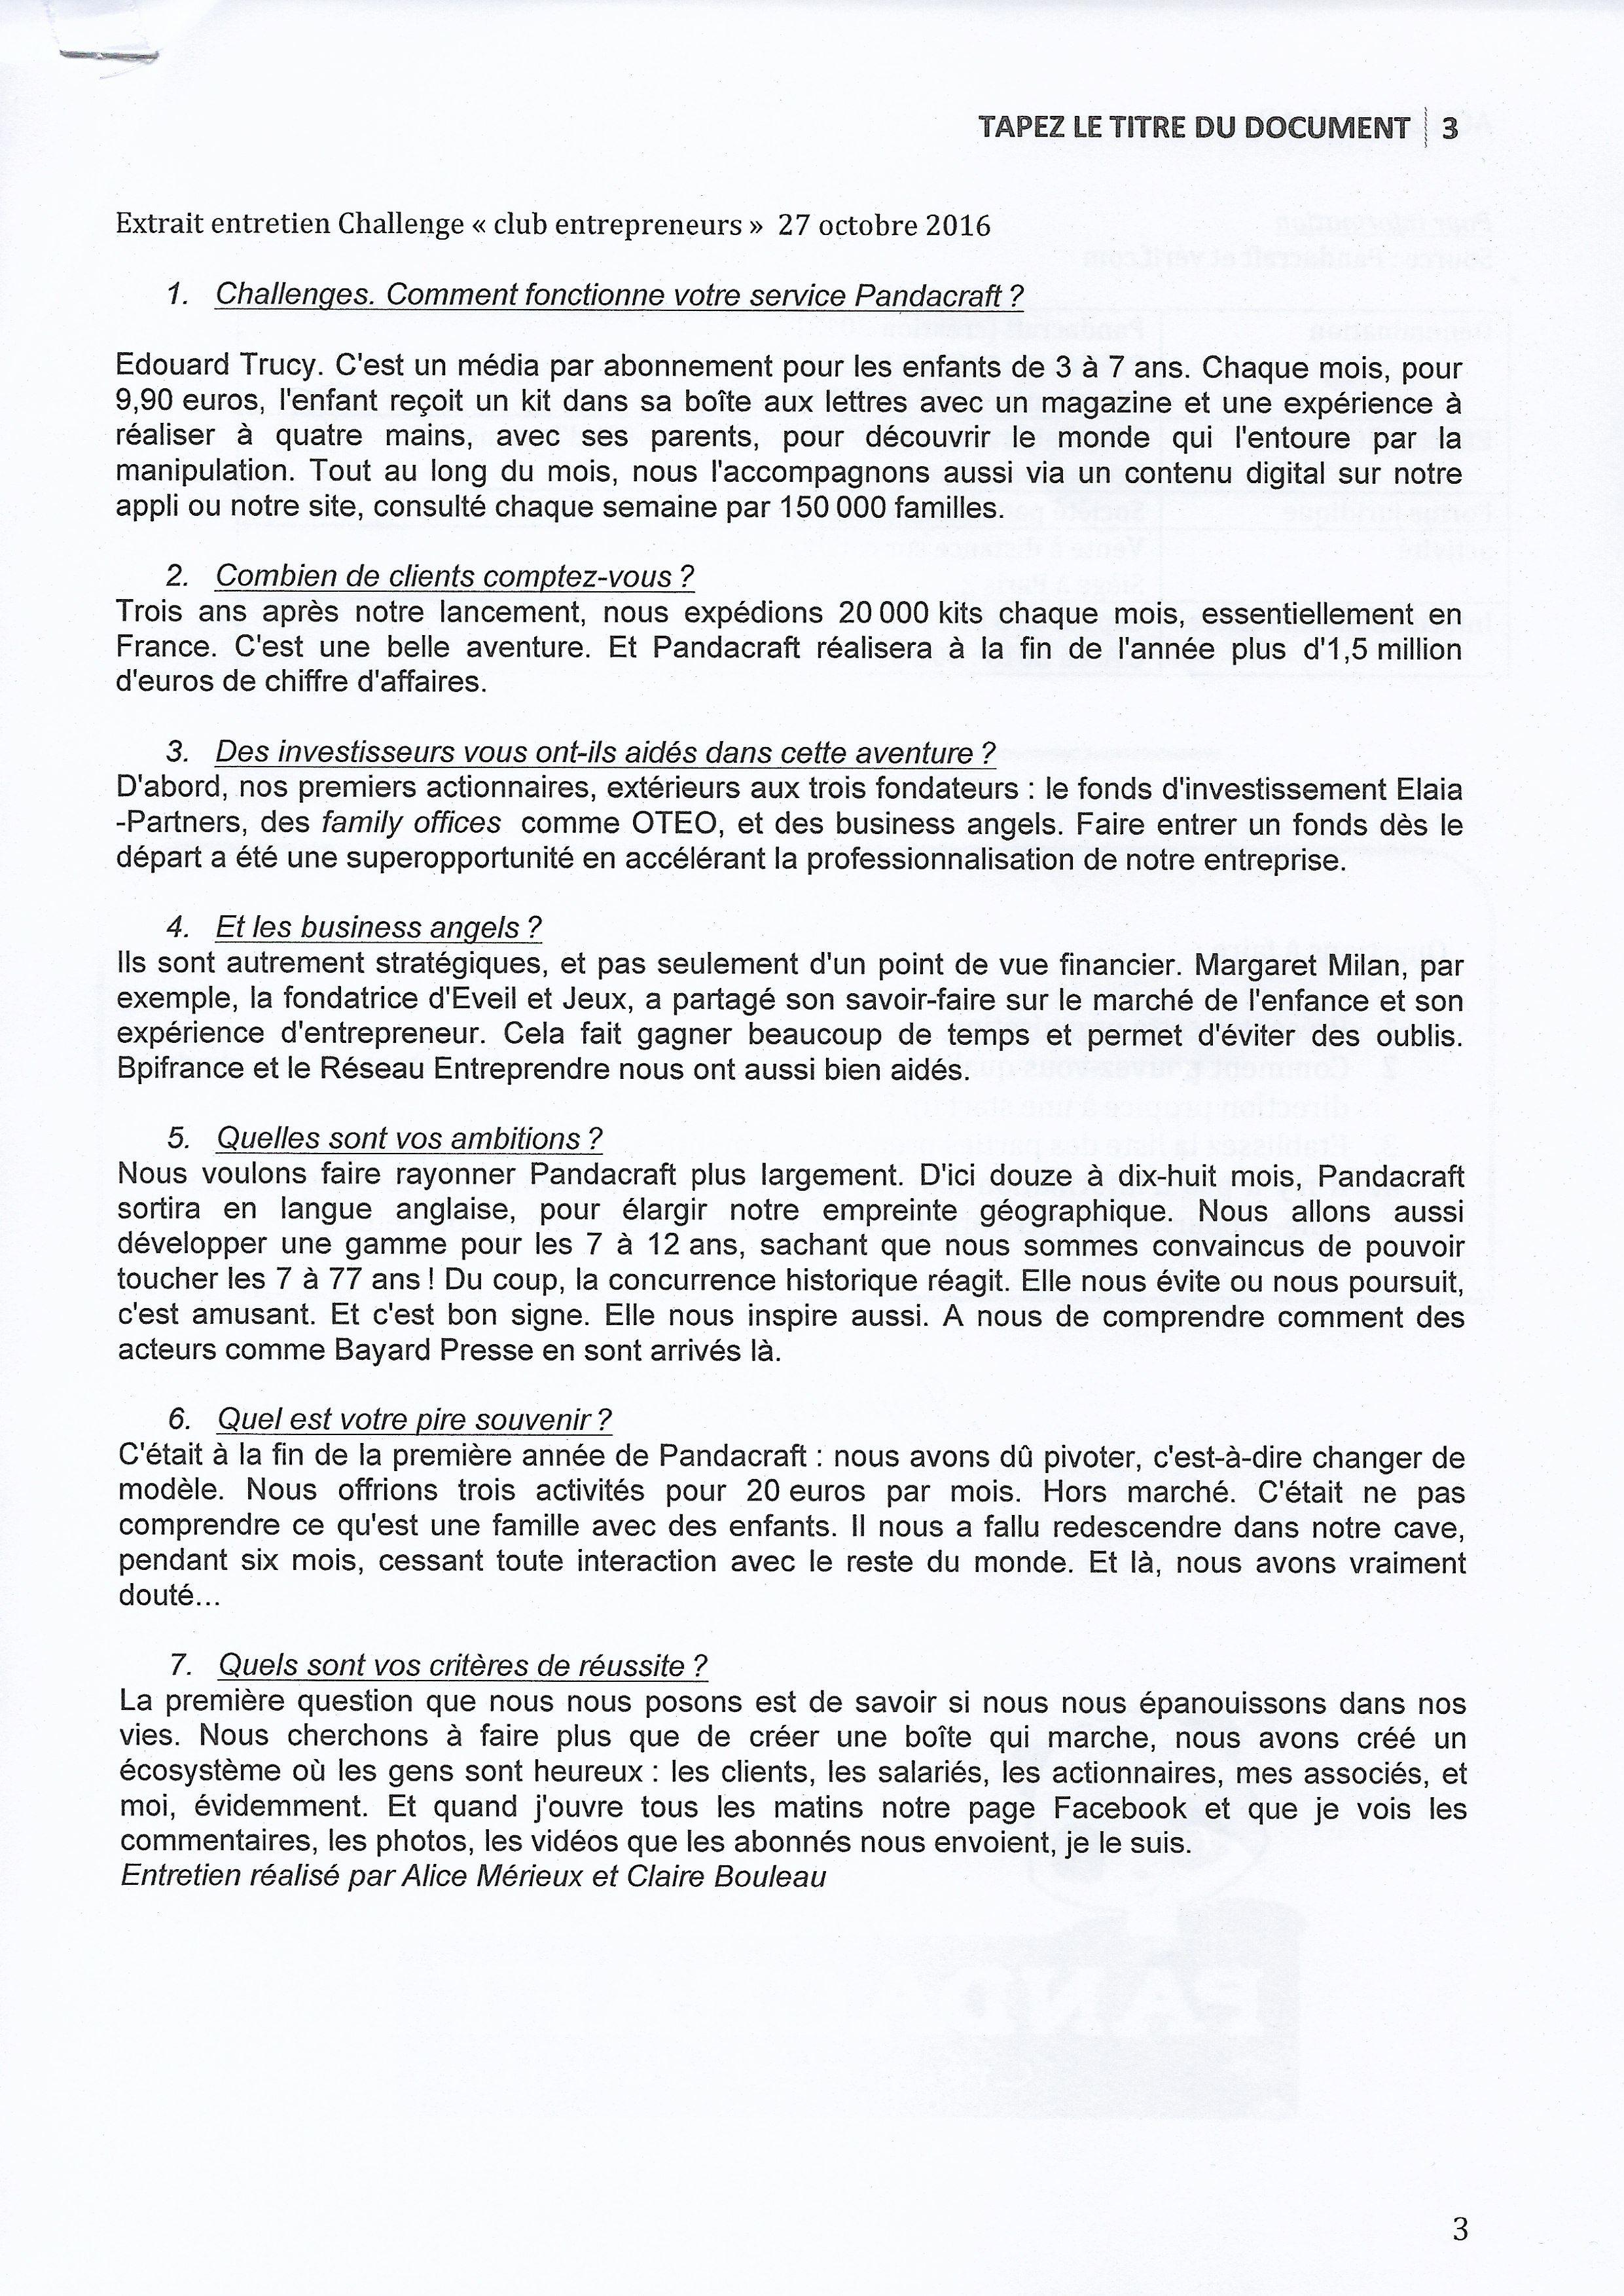 TAPEZ LE TITRE DU DOCUMENT 3
Extrait entretien Challenge « club entrepreneurs » 27 octobre 2016
1. Challenges. Comment fonctionne votre service Pandacraft ?
Edouard Trucy. C'est un média par abonnement pour les enfants de 3 à 7 ans. Chaque mois, pour
9,90 euros, l'enfant reçoit un kit dans sa boîte aux lettres avec un magazine et une expérience à
réaliser à quatre mains, avec ses parents, pour découvrir le monde qui l'entoure par la
manipulation. Tout au long du mois, nous l'accompagnons aussi via un contenu digital sur notre
appli ou notre site, consulté chaque semaine par 150 000 familles.
2. Combien de clients comptez-vous ?
Trois ans après notre lancement, nous expédions 20 000 kits chaque mois, essentiellement en
France. C'est une belle aventure. Et Pandacraft réalisera à la fin de l'année plus d'1,5 million
d'euros de chiffre d'affaires.
3. Des investisseurs vous ont-ils aidés dans cette aventure ?
D'abord, nos premiers actionnaires, extérieurs aux trois fondateurs : le fonds d'investissement Elaia
-Partners, des family offices comme OTEO, et des business angels. Faire entrer un fonds dès le
départ a été une superopportunité en accélérant la professionnalisation de notre entreprise.
4. Et les business angels ?
Ils sont autrement stratégiques, et pas seulement d'un point de vue financier. Margaret Milan, par
exemple, la fondatrice d'Eveil et Jeux, a partagé son savoir-faire sur le marché de l'enfance et son
expérience d'entrepreneur. Cela fait gagner beaucoup de temps et permet d'éviter des oublis.
Bpifrance et le Réseau Entreprendre nous ont aussi bien aidés.
5. Quelles sont vos ambitions ?
Nous voulons faire rayonner Pandacraft plus largement. D'ici douze à dix-huit mois, Pandacraft
sortira en langue anglaise, pour élargir notre empreinte géographique. Nous allons aussi
développer une gamme pour les 7 à 12 ans, sachant que nous sommes convaincus de pouvoir
toucher les 7 à 77 ans ! Du coup, la concurrence historique réagit. Elle nous évite ou nous poursuit,
c'est amusant. Et c'est bon signe. Elle nous inspire aussi. A nous de comprendre comment des
acteurs comme Bayard Presse en sont arrivés là.
6. Quel est votre pire souvenir ?
C'était à la fin de la première année de Pandacraft : nous avons dû pivoter, c'est-à-dire changer de
modèle. Nous offrions trois activités pour 20 euros par mois. Hors marché. C'était ne pas
comprendre ce qu'est une famille avec des enfants. Il nous a fallu redescendre dans notre cave,
pendant six mois, cessant toute interaction avec le reste du monde. Et là, nous avons vraiment
douté...
7. Quels sont vos critères de réussite ?
La première question que nous nous posons est de savoir si nous nous épanouissons dans nos
vies. Nous cherchons à faire plus que de créer une boîte qui marche, nous avons créé un
écosystème où les gens sont heureux : les clients, les salariés, les actionnaires, mes associés, et
moi, évidemment. Et quand j'ouvre tous les matins notre page Facebook et que je vois les
commentaires, les photos, les vidéos que les abonnés nous envoient, je le suis.
Entretien réalisé par Alice Mérieux et Claire Bouleau
3